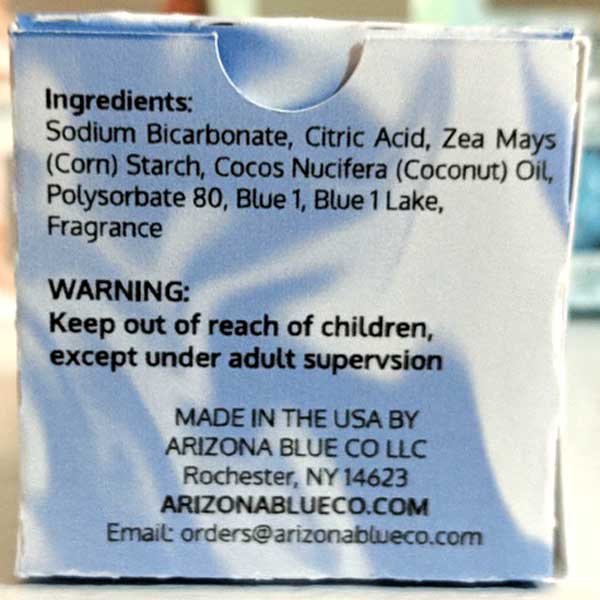 Ingredients:
Sodium Bicarbonate, Citric Acid, Zea Mays
(Corn) Starch, Cocos Nucifera (Coconut) Oil,
Polysorbate 80, Blue 1, Blue 1 Lake,
Fragrance
WARNING:
Keep out of reach of children,
except under adult supervsion
MADE IN THE USA BY
ARIZONA BLUE CO LLC
Rochester, NY 14623
ARIZONABLUECO.COM
Email: orders@arizonablueco.com